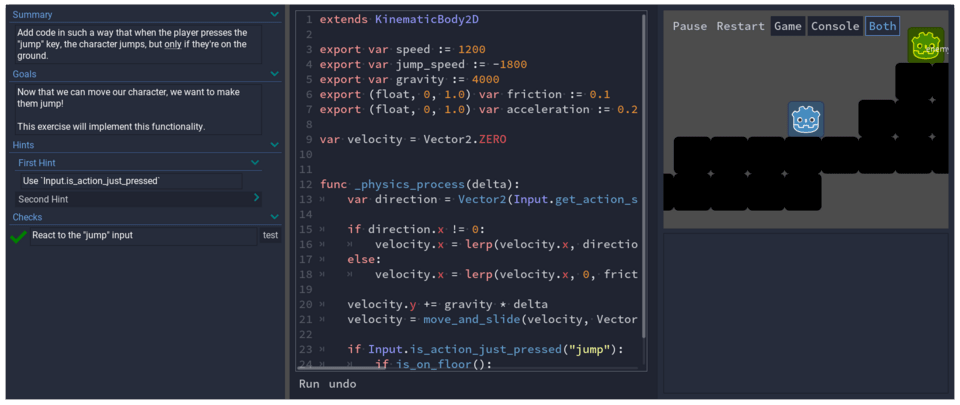 Summary
Add code in such a way that when the player presses the
"jump" key, the character jumps, but only if they're on the
ground.
Goals
Now that we can move our character, we want to make
them jump!
This exercise will implement this functionality.
Hints
First Hint
Use `Input.is_action_just_pressed`
Second Hint
Checks
React to the "jump" input
test
1 extends KinematicBody2D
2
3 export var speed := 1200
4 export var jump_speed := -1800
5 export var gravity := 4000
6 export (float, 0, 1.0) var friction := 0.1
7 export (float, 0, 1.0) var acceleration := 0.2
8
9 var velocity = Vector2.ZERO
10
11
12 func _physics_process(delta):
13 var direction = Vector2(Input.get_action_s
14
15 if direction.x != 0:
16 velocity.x = lerp(velocity.x, directio
17 else:
18 velocity.x = lerp(velocity.x, 0, frict
19
20 velocity.y += gravity * delta
21 velocity = move_and_slide(velocity, Vector
22
23 if Input.is_action_just_pressed("jump"):
24 if is_on_floor():
Run undo
Pause Restart Game Console Both